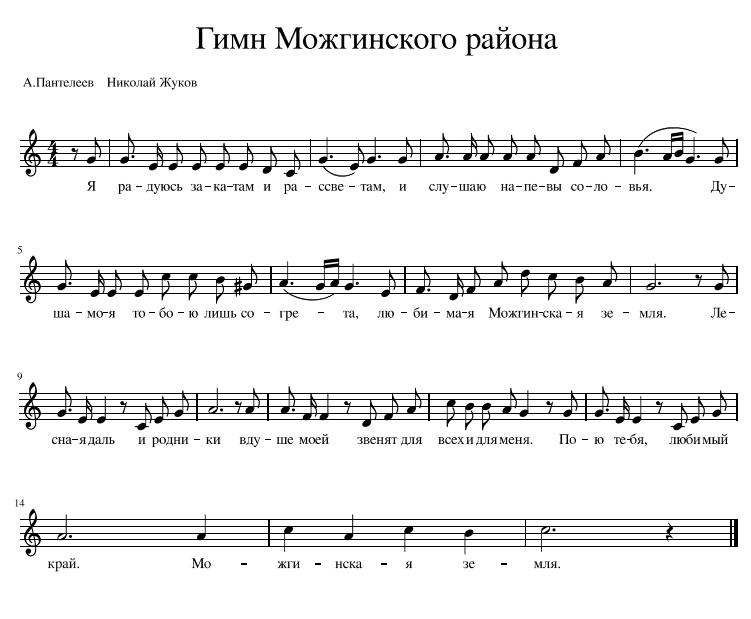 Гимн Можгинского района
А.Пантелеев Николай Жуков
4
4
Я ра – дуюсь за – ка – там и ра – ссве – там, и слу – шаю на – пе – вы со – ло – вья. Ду –
5
ша – мо – я то – бо – ю лишь со – гре – та, лю – би – ма – я Можгин – ска – я зе – мля. Ле –
9
сна – я даль и родни – ки вду – ше моей звенят для всех и для меня. По – ю те – бя, любимый
14
край. Мо – жги – нска – я зе – мля.